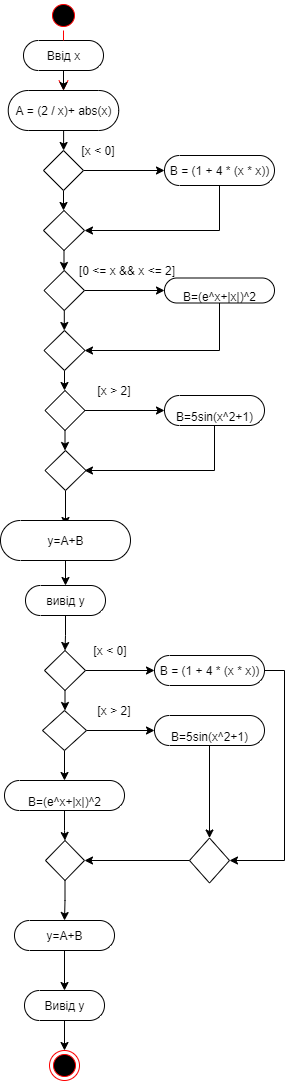 Ввід x
A = (2 / x)+ abs(x)
[x < 0]
B = (1 + 4 * (x * x))
[0 <= x && x <= 2]
B=(e^x+|x|)^2
[x > 2]
B=5sin(x^2+1)
y=A+B
вивід y
[x < 0]
B = (1 + 4 * (x * x))
[x > 2]
B=5sin(x^2+1)
B=(e^x+|x|)^2
y=A+B
Вивід y